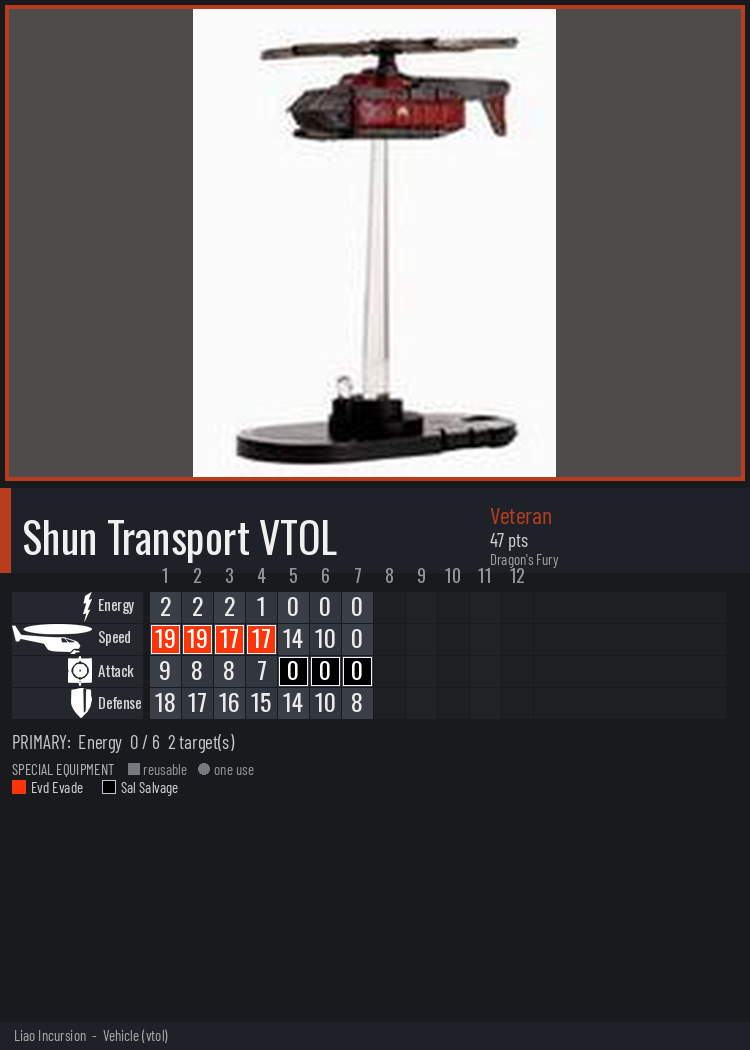 Shun Transport VTOL
Veteran
47 pts
Dragon's Fury
1 2 3 4 5 6 7 8 9 10 11 12
Energy 2 2 2 1 0 0 0
Speed 19 19 17 17 14 10 0
Attack 9 8 8 7 0 0 0
Defense 18 17 16 15 14 10 8
PRIMARY: Energy 0 / 6 2 target(s)
SPECIAL EQUIPMENT reusable one use
Evd Evade Sal Salvage
Liao Incursion - Vehicle (vtol)